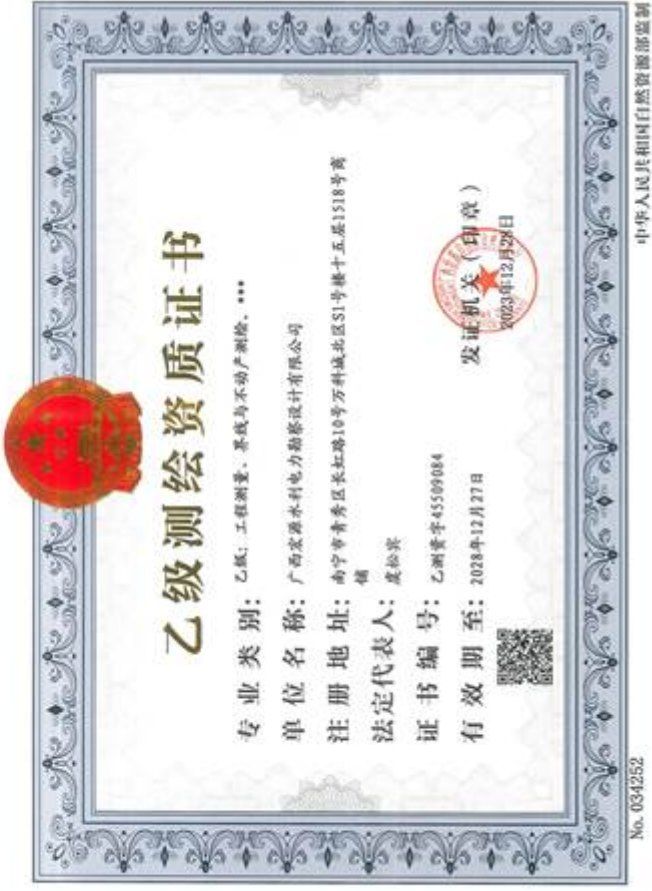 乙级测绘资质证书
专业类别：乙级：工程测量、界线与不动产测绘。***
单位名称：广西宏源水利电力勘察设计有限公司
注册地址：南宁市青秀区长虹路10号万科城北区S1号楼十五层1518号商
铺
法定代表人：庞松宾
证书编号：乙测资字45509084
有效期至：2028年12月27日
发证机关（印章）
2023年12月28日
No. 034252
中华人民共和国自然资源部监制